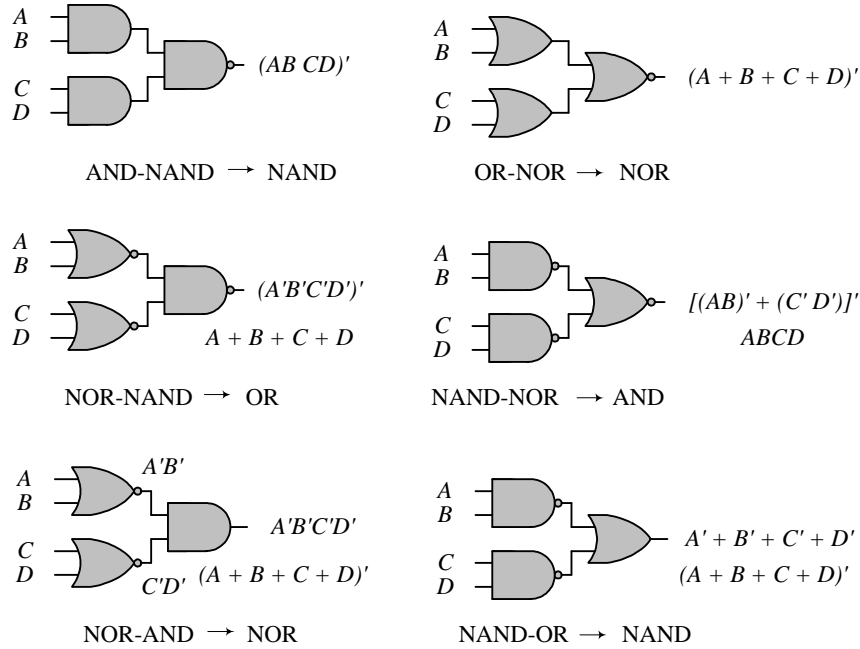 A
B
C
D
(AB CD)'
AND-NAND → NAND
A
B
C
D
(A + B + C + D)'
OR-NOR → NOR
A
B
C
D
(A'B'C'D')'
A + B + C + D
NOR-NAND → OR
A
B
C
D
[(AB)' + (C' D')]'
ABCD
NAND-NOR → AND
A
B
C
D
A'B'
C'D'
A'B'C'D'
(A + B + C + D)'
NOR-AND → NOR
A
B
C
D
A' + B' + C' + D'
(A + B + C + D)'
NAND-OR → NAND